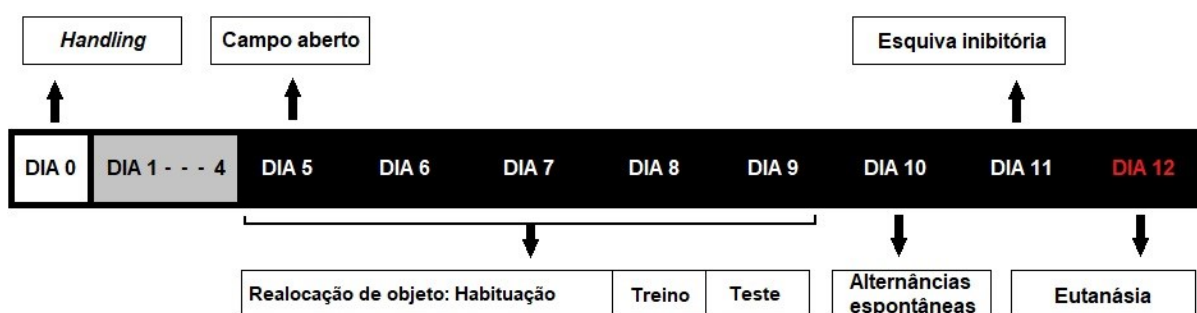 Handling
Campo aberto
Esquiva inibitória
DIA 0
DIA 1 - - - 4
DIA 5
DIA 6
DIA 7
DIA 8
DIA 9
DIA 10
DIA 11
DIA 12
Realocação de objeto: Habituação
Treino
Teste
Alternâncias
espontâneas
Eutanásia